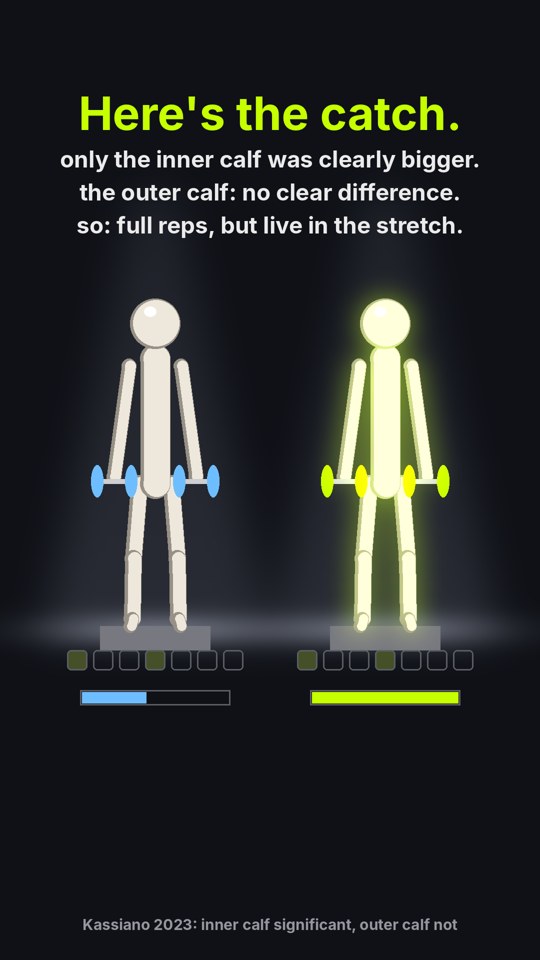 Here's the catch.
only the inner calf was clearly bigger.
the outer calf: no clear difference.
so: full reps, but live in the stretch.
Kassiano 2023: inner calf significant, outer calf not